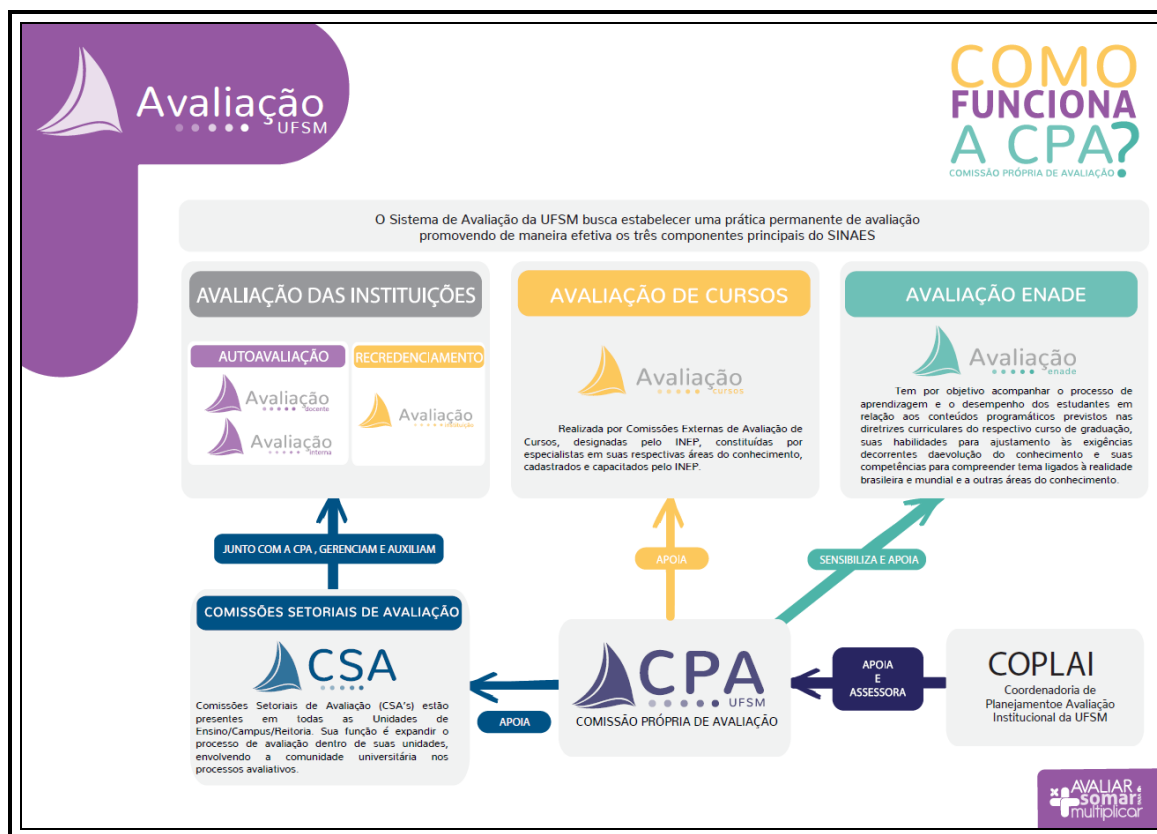 Avaliação
UFSM
COMO
FUNCIONA
A CPA?
COMISSÃO PRÓPRIA DE AVALIAÇÃO
O Sistema de Avaliação da UFSM busca estabelecer uma prática permanente de avaliação
promovendo de maneira efetiva os três componentes principais do SINAES
AVALIAÇÃO DAS INSTITUIÇÕES
AUTOAVALIAÇÃO
Avaliação
docente
Avaliação
interna
RECREDENCIAMENTO
Avaliação
AVALIAÇÃO DE CURSOS
Avaliação
cursos
Realizada por Comissões Externas de Avaliação de
Cursos, designadas pelo INEP, constituídas por
especialistas em suas respectivas áreas do conhecimento,
cadastrados e capacitados pelo INEP.
AVALIAÇÃO ENADE
Avaliação
enade
Tem por objetivo acompanhar o processo de
aprendizagem e o desempenho dos estudantes em
relação aos conteúdos programáticos previstos nas
diretrizes curriculares do respectivo curso de graduação,
suas habilidades para ajustamento às exigências
decorrentes daevolução do conhecimento e suas
competências para compreender tema ligados à realidade
brasileira e mundial e a outras áreas do conhecimento.
JUNTO COM A CPA , GERENCIAM E AUXILIAM
APOIA
SENSIBILIZA E APOIA
COMISSÕES SETORIAIS DE AVALIAÇÃO
CSA
Comissões Setoriais de Avaliação (CSA's) estão
presentes em todas as Unidades de
Ensino/Campus/Reitoria. Sua função é expandir o
processo de avaliação dentro de suas unidades,
envolvendo a comunidade universitária nos
processos avaliativos.
APOIA
CPA
UFSM
COMISSÃO PRÓPRIA DE AVALIAÇÃO
APOIA
E
ASSESSORA
COPLAI
Coordenadoria de
Planejamentoe Avaliação
Institucional da UFSM
AVALIAR
somar
multiplicar